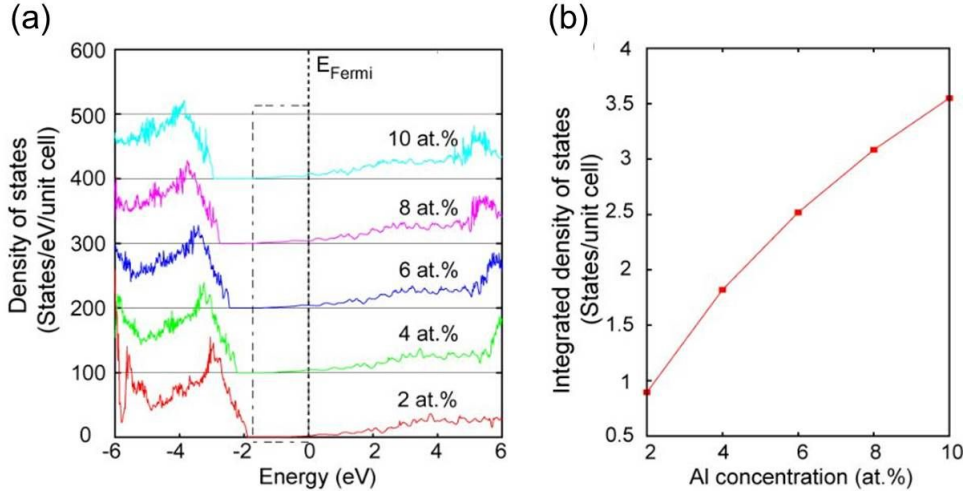 (a)
Density of states
(States/eV/unit cell)
600
500
400
300
200
100
0
E_Fermi
10 at.%
8 at.%
6 at.%
4 at.%
2 at.%
-6 -4 -2 0 2 4 6
Energy (eV)
(b)
Integrated density of states
(States/unit cell)
4
3.5
3
2.5
2
1.5
1
0.5
2 4 6 8 10
Al concentration (at.%)